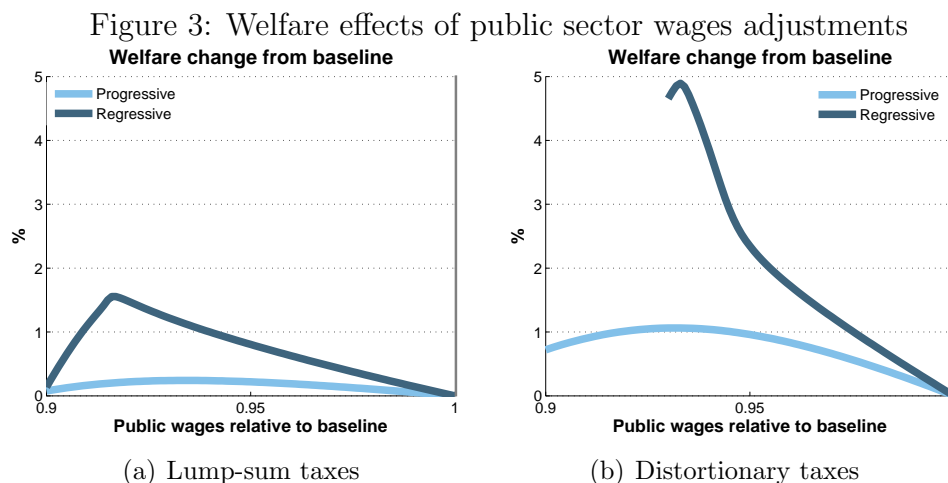 Figure 3: Welfare effects of public sector wages adjustments
Welfare change from baseline
5
4
3
2
1
0
%
Progressive
Regressive
0.9
0.95
1
Public wages relative to baseline
(a) Lump-sum taxes
Welfare change from baseline
5
4
3
2
1
0
%
Progressive
Regressive
0.9
0.95
Public wages relative to baseline
(b) Distortionary taxes